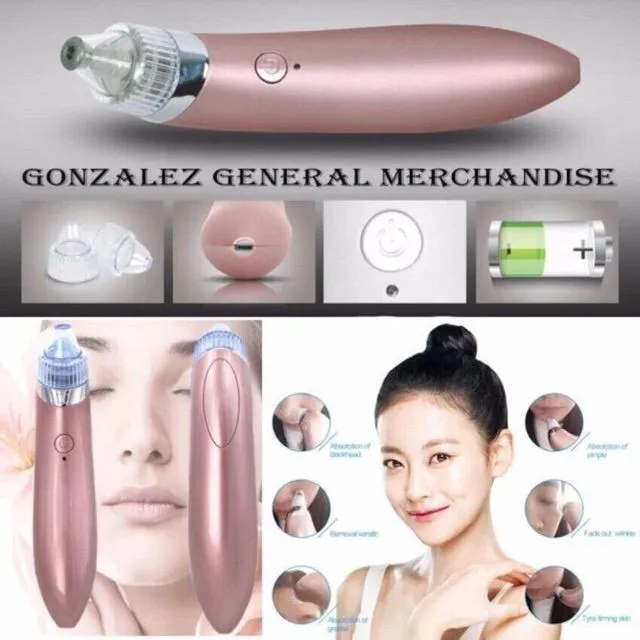 GONZALEZ GENERAL MERCHANDISE
-
+
Absorption of
blackhead
Absorption of
pimple
Removal keratin
Fade out wrinkle
Absorption of
grease
Tyra firming skin